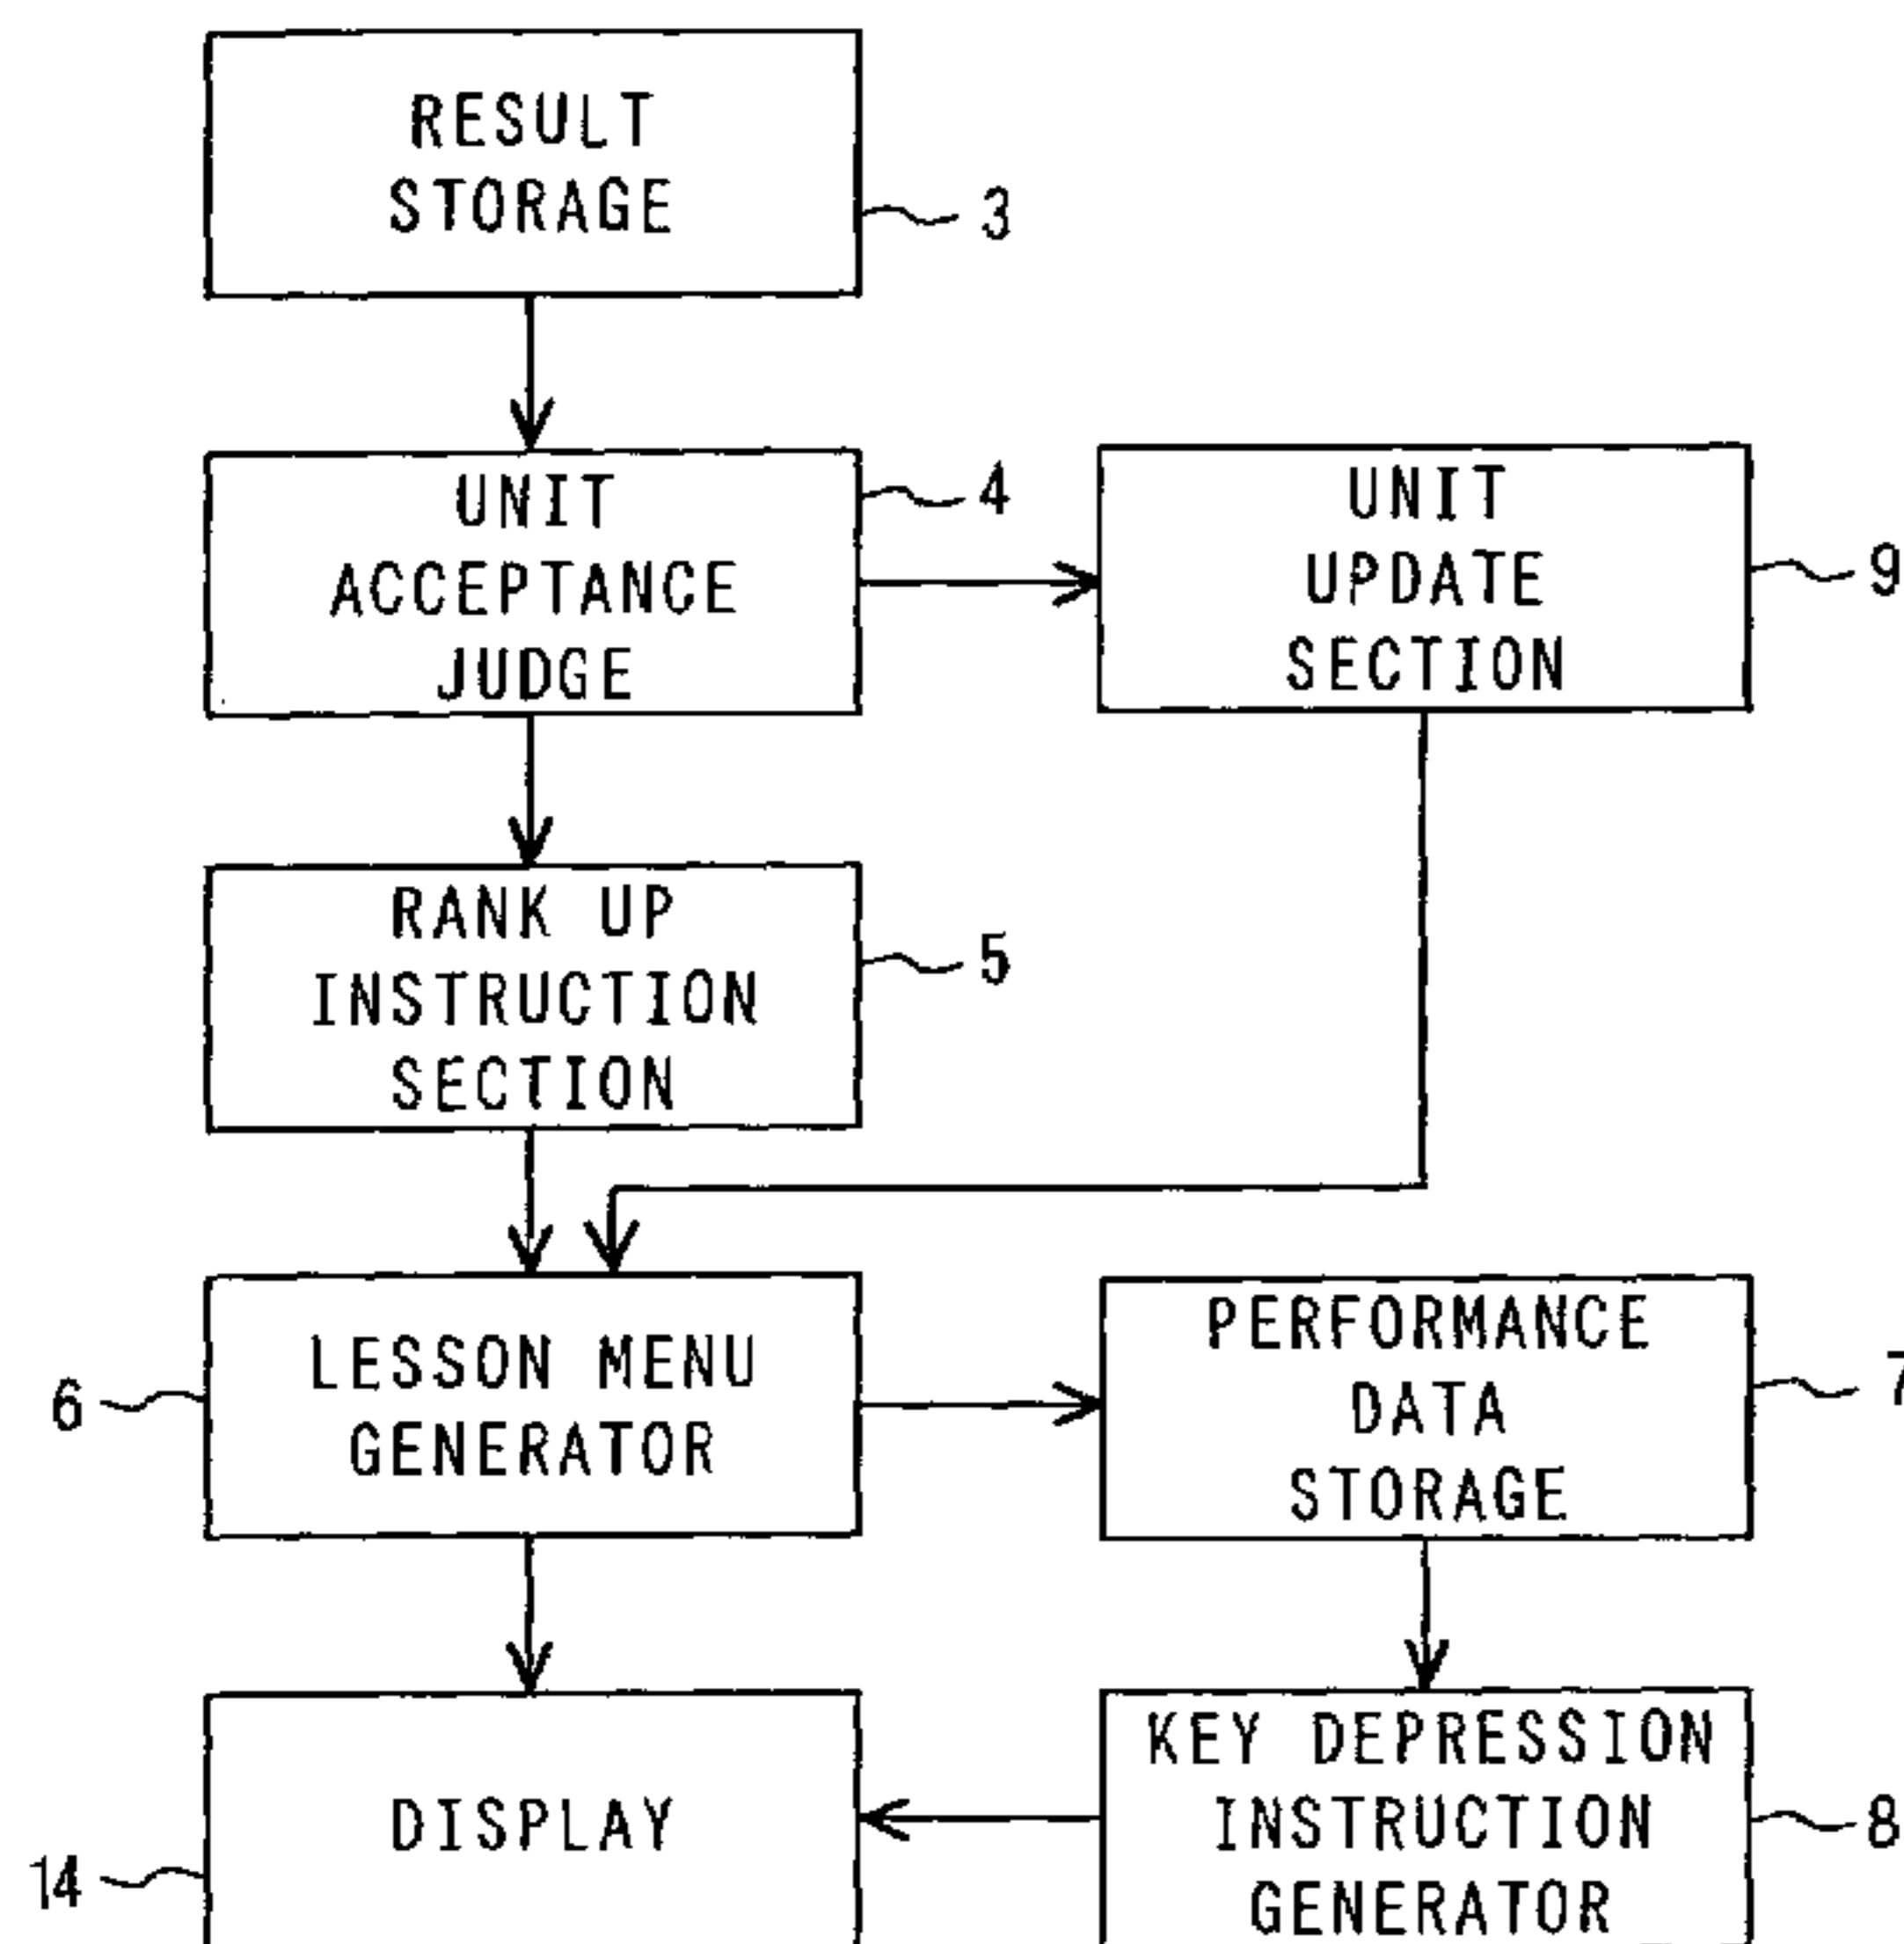 RESULT
STORAGE
3
UNIT
ACCEPTANCE
JUDGE
4
UNIT
UPDATE
SECTION
9
RANK UP
INSTRUCTION
SECTION
5
LESSON MENU
GENERATOR
6
PERFORMANCE
DATA
STORAGE
7
DISPLAY
14
KEY DEPRESSION
INSTRUCTION
GENERATOR
8